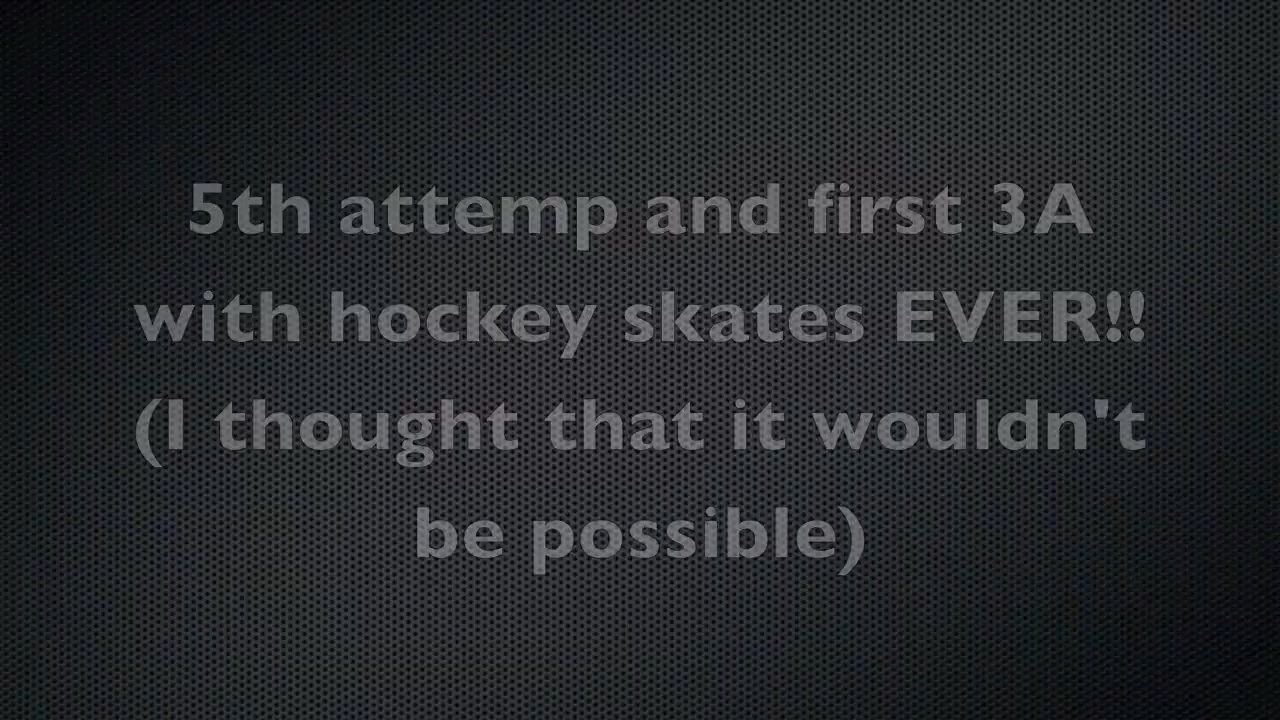 5th attemp and first 3A
with hockey skates EVER!!
(I thought that it wouldn't
be possible)